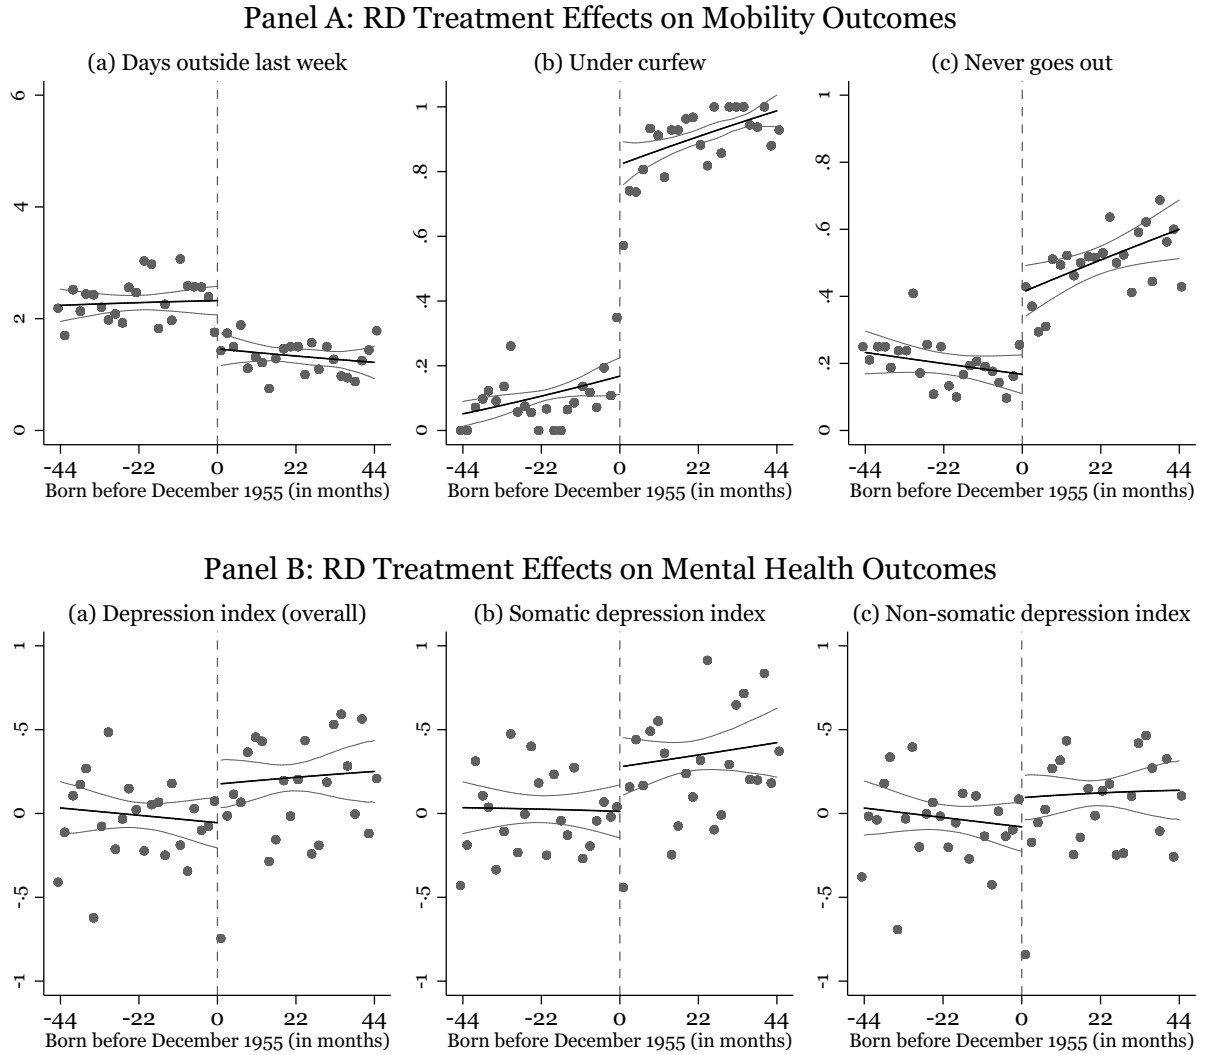 Panel A: RD Treatment Effects on Mobility Outcomes
(a) Days outside last week
(b) Under curfew
(c) Never goes out
6
4
2
0
1
.8
.6
.4
.2
0
1
.8
.6
.4
.2
0
-44 -22 0 22 44
-44 -22 0 22 44
-44 -22 0 22 44
Born before December 1955 (in months)
Born before December 1955 (in months)
Born before December 1955 (in months)
Panel B: RD Treatment Effects on Mental Health Outcomes
(a) Depression index (overall)
(b) Somatic depression index
(c) Non-somatic depression index
1
.5
0
-.5
-1
1
.5
0
-.5
-1
1
.5
0
-.5
-1
-44 -22 0 22 44
-44 -22 0 22 44
-44 -22 0 22 44
Born before December 1955 (in months)
Born before December 1955 (in months)
Born before December 1955 (in months)